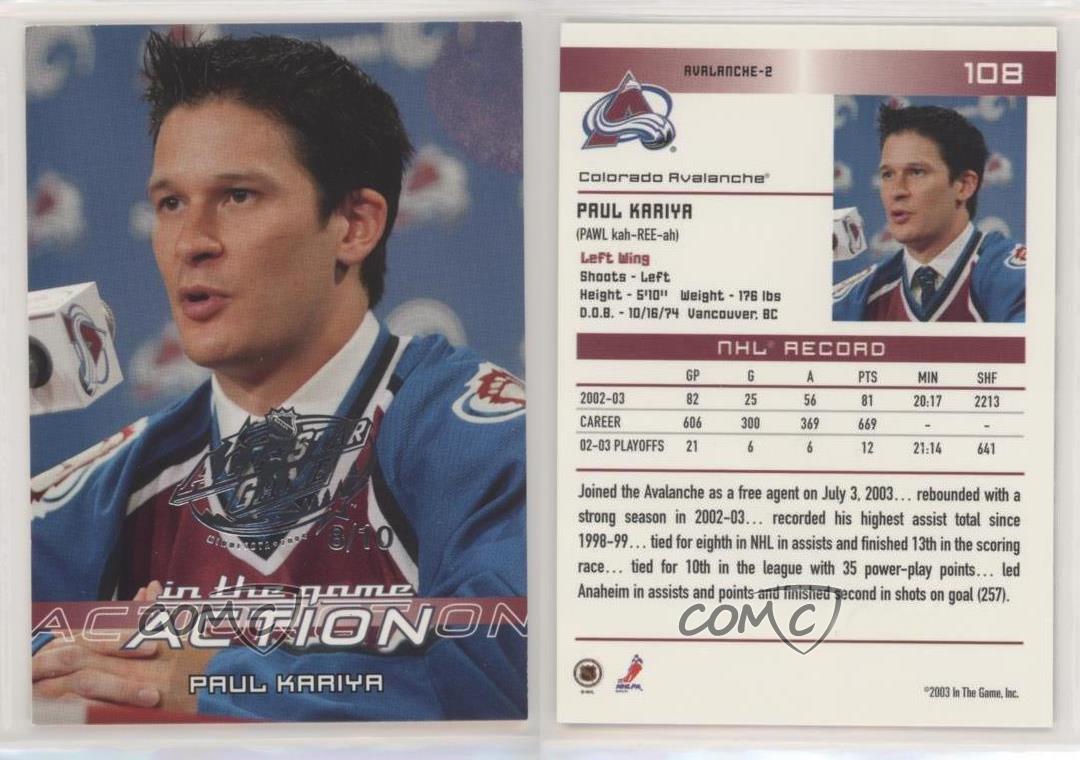 ALL STAR
GAME
8/10
in the game
ACTION
ACTION
PAUL KARIYA
COMC
AVALANCHE-2
108
Colorado Avalanche®
PAUL KARIYA
(PAWL kah-REE-ah)
Left Wing
Shoots - Left
Height - 5'10" Weight - 176 lbs
D.O.B. - 10/16/74 Vancouver, BC
NHL® RECORD
GP G A PTS MIN SHF
2002-03 82 25 56 81 20:17 2213
CAREER 606 300 369 669 - -
02-03 PLAYOFFS 21 6 6 12 21:14 641
Joined the Avalanche as a free agent on July 3, 2003... rebounded with a
strong season in 2002-03... recorded his highest assist total since
1998-99... tied for eighth in NHL in assists and finished 13th in the scoring
race... tied for 10th in the league with 35 power-play points... led
Anaheim in assists and points and finished second in shots on goal (257).
COMC
NHLPA
©2003 In The Game, Inc.